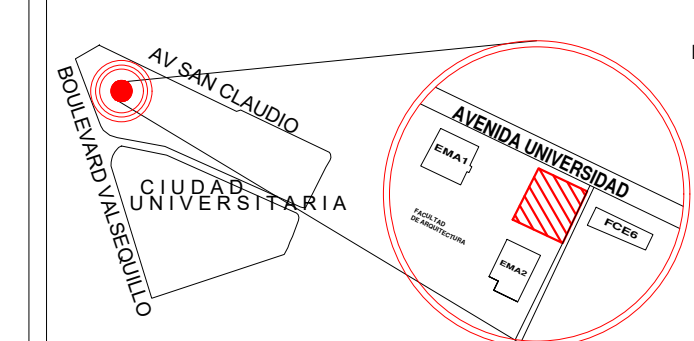 AV SAN CLAUDIO
BOULEVARD VALSEQUILLO
CIUDAD
UNIVERSITARIA
AVENIDA UNIVERSIDAD
EMA1
FACULTAD
DE ARQUITECTURA
FCE6
EMA2